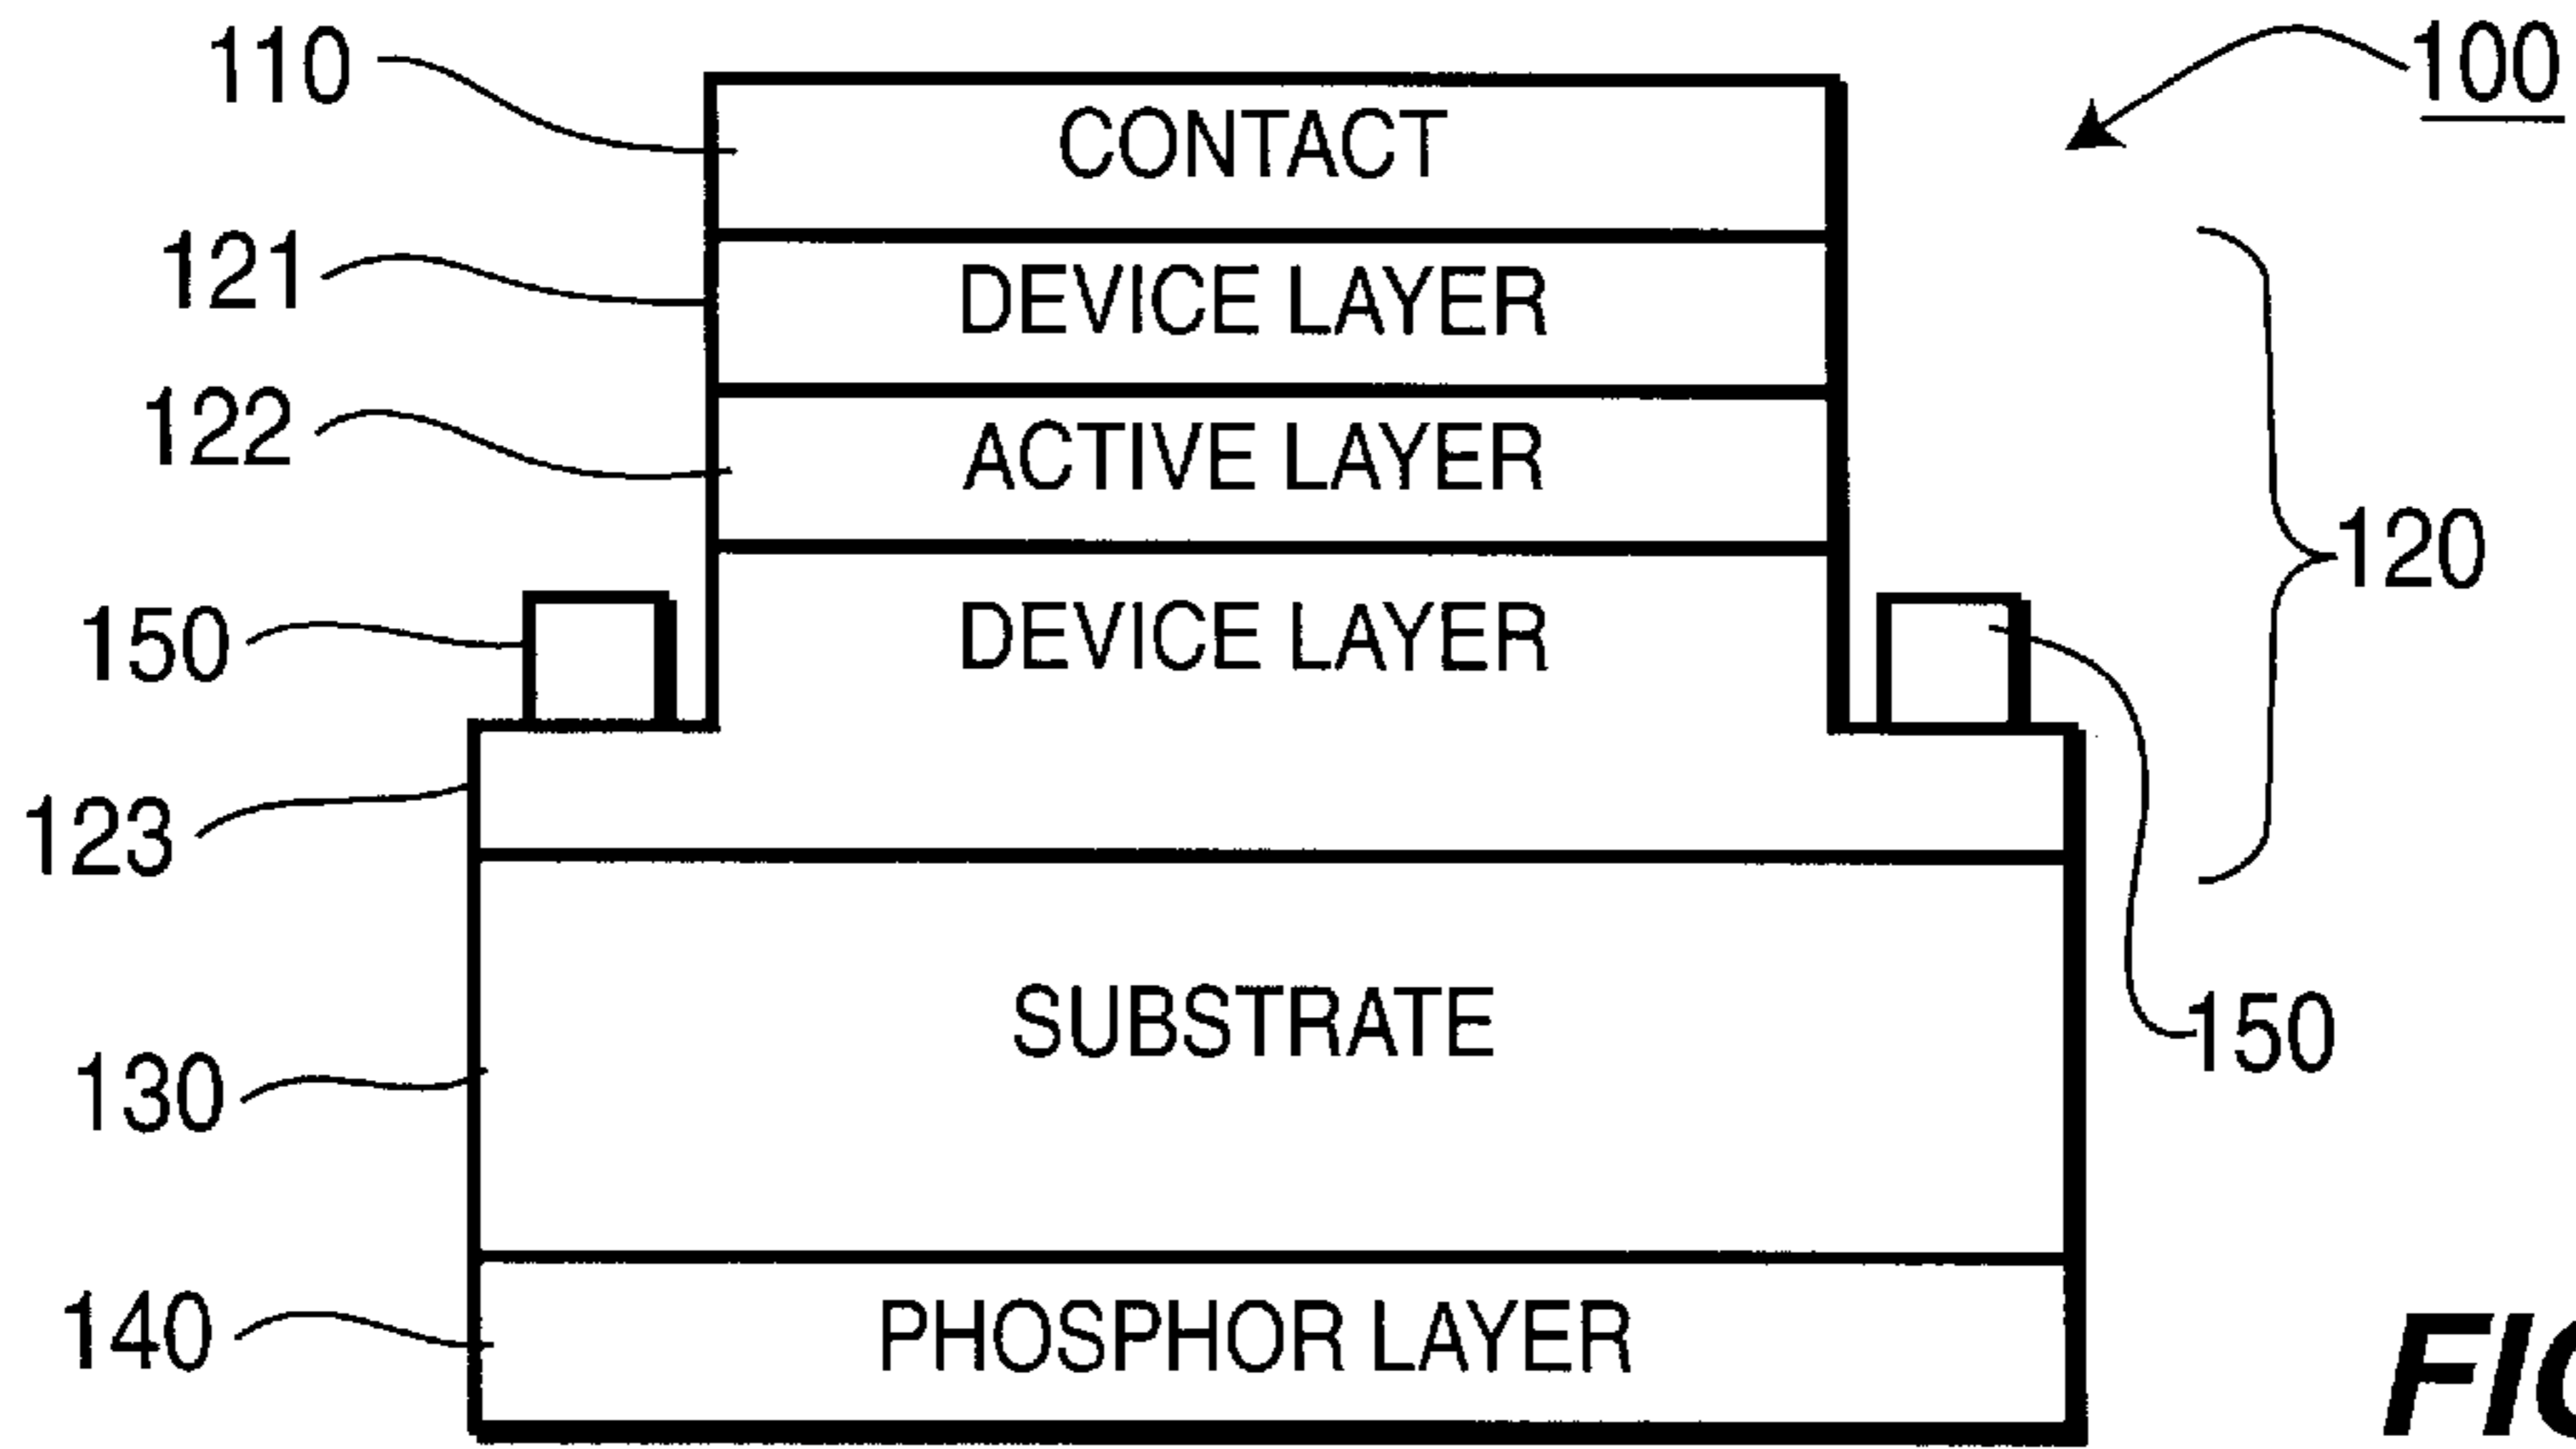 110
100
CONTACT
121
DEVICE LAYER
122
ACTIVE LAYER
120
150
DEVICE LAYER
123
SUBSTRATE
150
130
140
PHOSPHOR LAYER